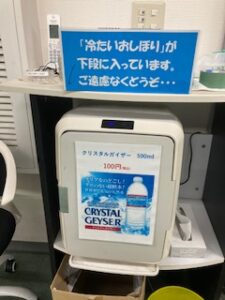 「冷たいおしぼり」が
下段に入っています。
ご遠慮なくどうぞ・・・
クリスタルガイザー 500ml
100円(税込)
CRYSTAL
GEYSER